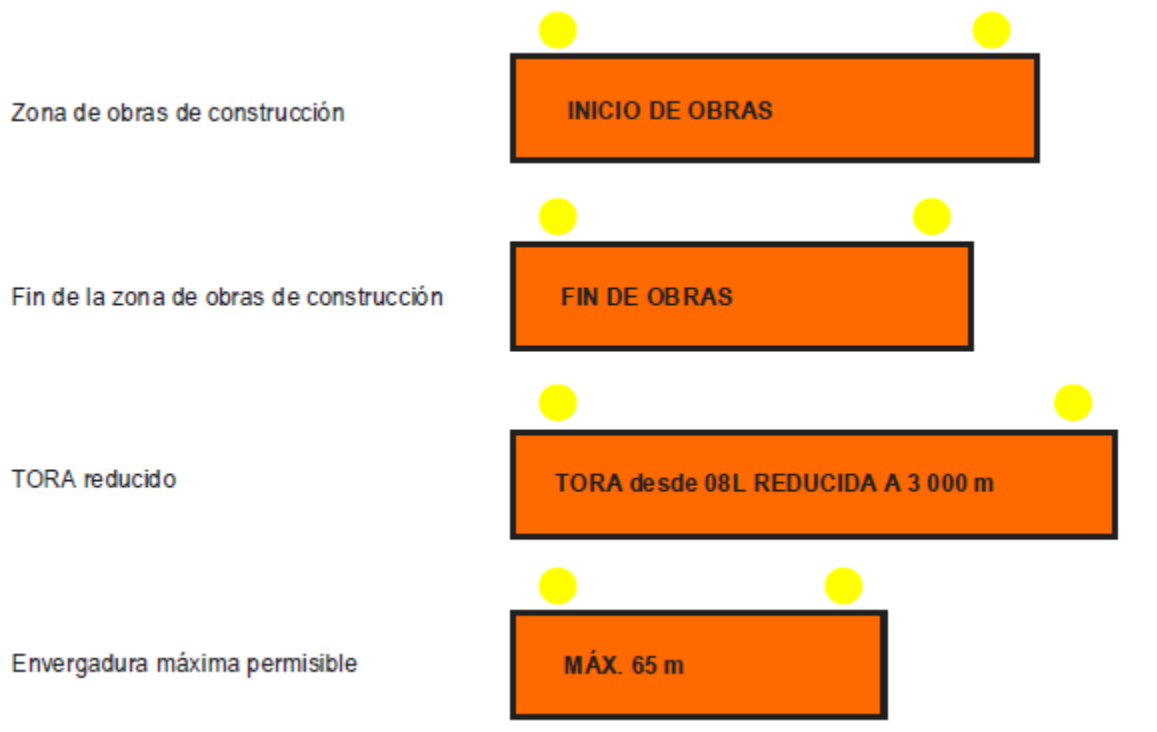 Zona de obras de construcción
INICIO DE OBRAS
Fin de la zona de obras de construcción
FIN DE OBRAS
TORA reducido
TORA desde 08L REDUCIDA A 3 000 m
Envergadura máxima permisible
MÁX. 65 m